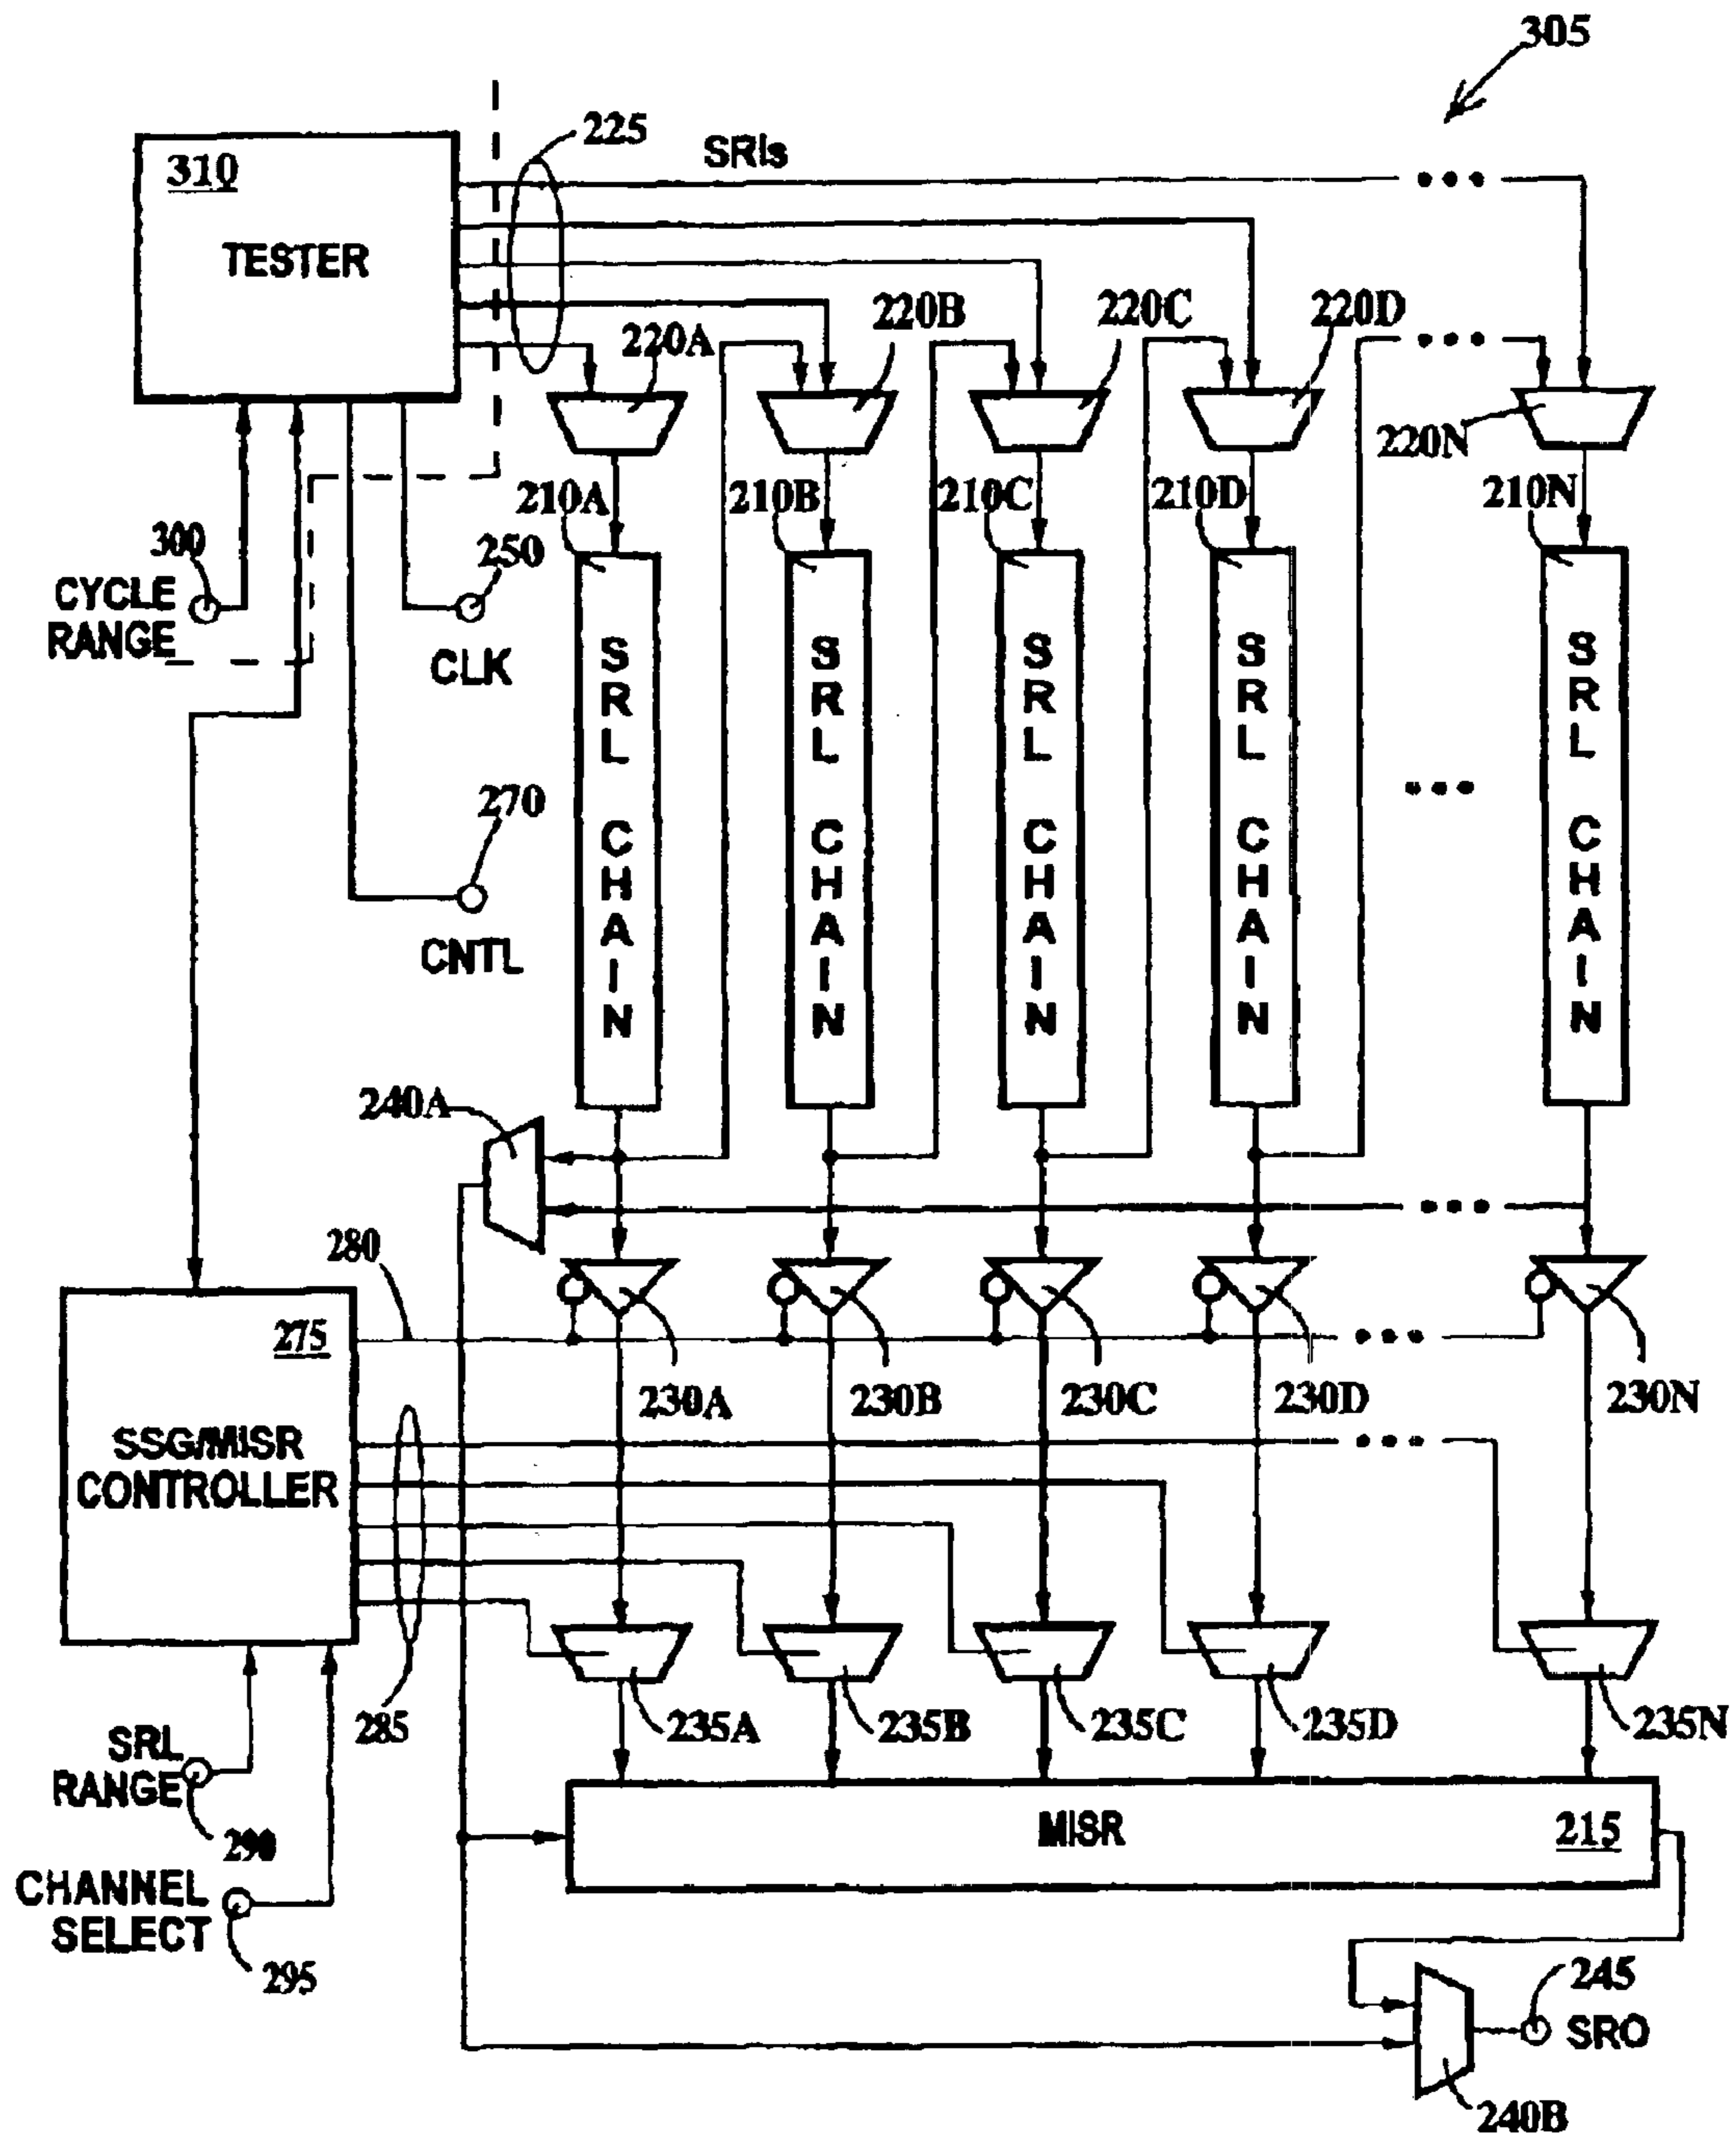 305
310
TESTER
225
SRIs
220A
220B
220C
220D
220N
210A
210B
210C
210D
210N
300
CYCLE
RANGE
250
CLK
270
CNTL
SRL CHAIN
SRL CHAIN
SRL CHAIN
SRL CHAIN
SRL CHAIN
240A
280
275
SSG/MISR
CONTROLLER
230A
230B
230C
230D
230N
285
235A
235B
235C
235D
235N
SRL
RANGE
290
MISR
215
CHANNEL
SELECT
295
245
SRO
240B